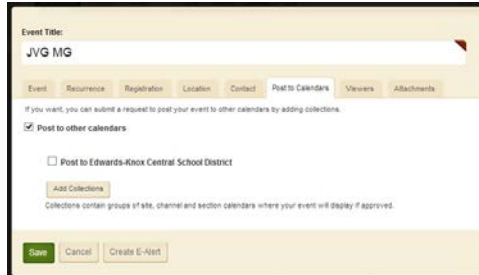 Event Title:
JVG MG
Event Recurrence Registration Location Contact Post to Calendars Viewers Attachments
If you want, you can submit a request to post your event to other calendars by adding collections.
Post to other calendars
Post to Edwards-Knox Central School District
Add Collections
Collections contain groups of site, channel and section calendars where your event will display if approved.
Save Cancel Create E-Alert